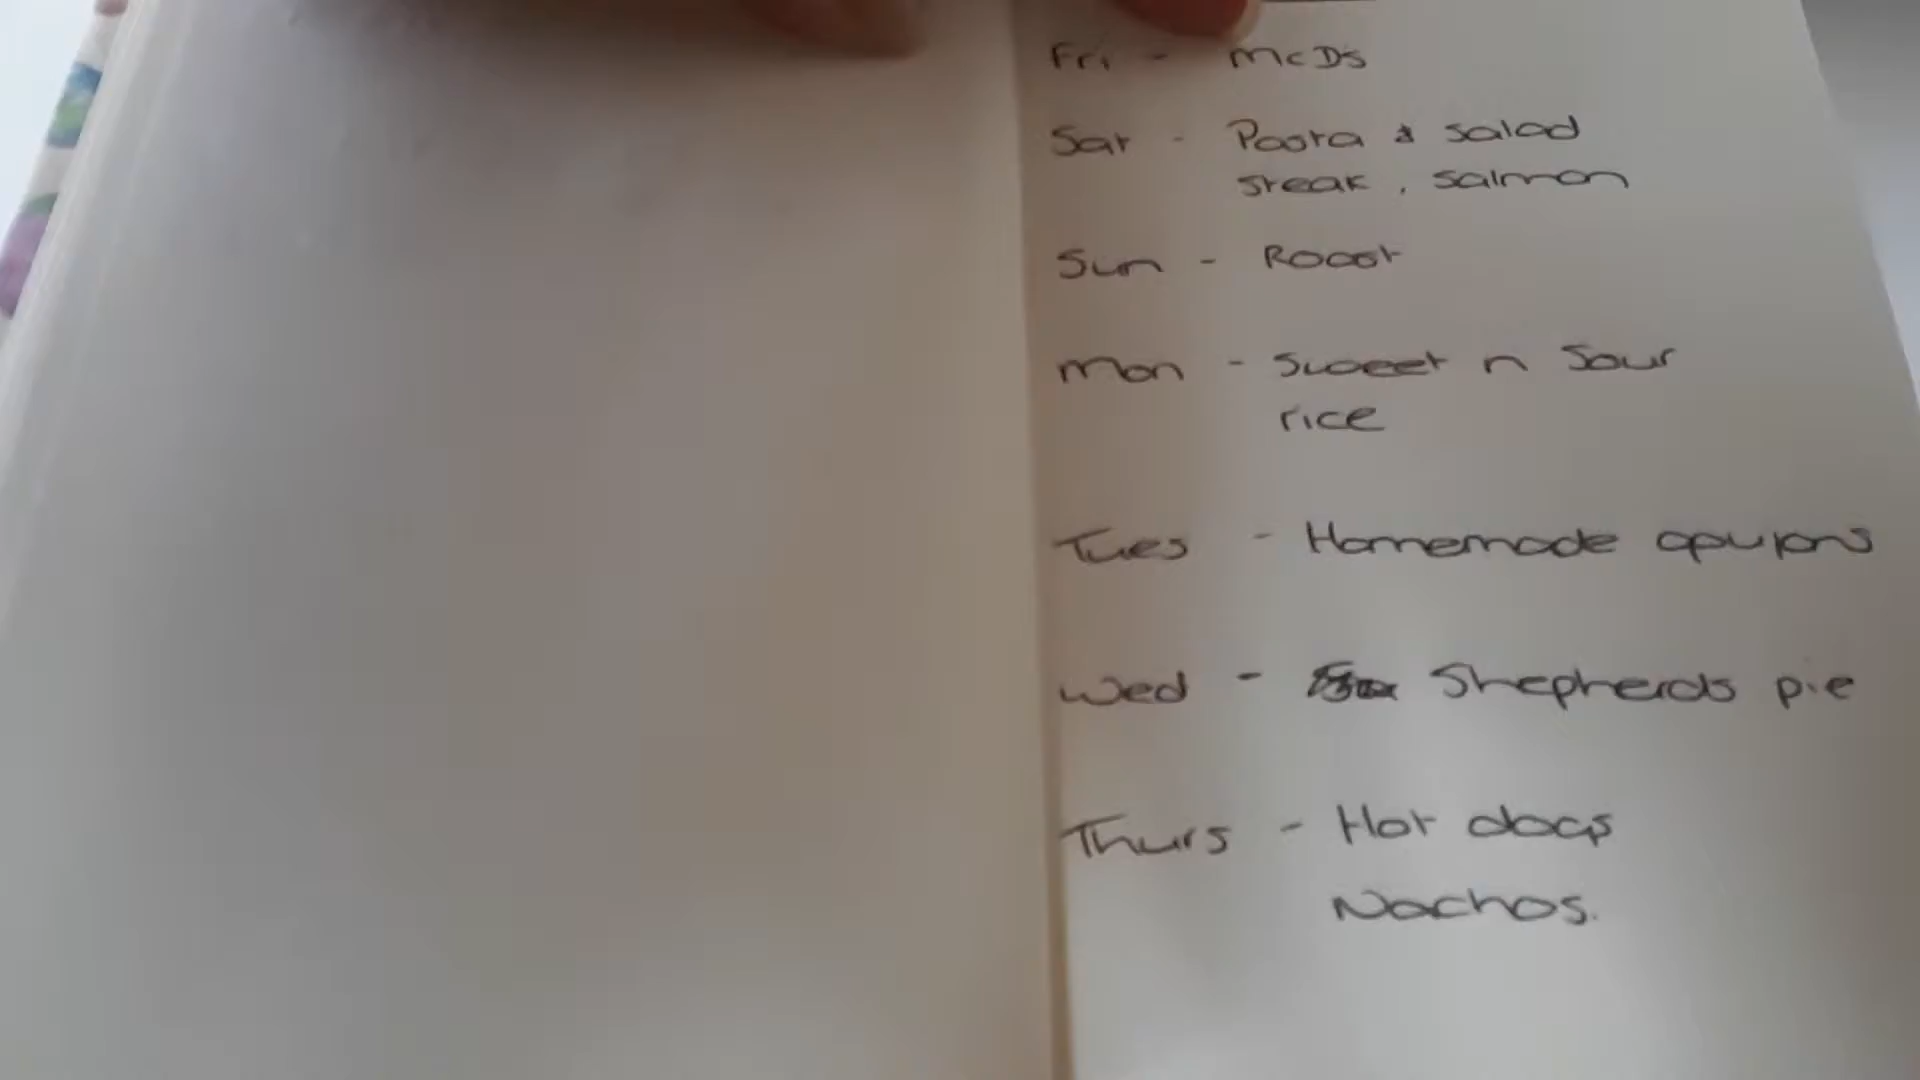 Fri - McD's
Sat - Pasta & salad
steak, salmon
Sun - Roast
Mon - Sweet n Sour
rice
Tues - Homemade
Wed - Shepherds pie
Thurs - Hot dogs
Nachos.